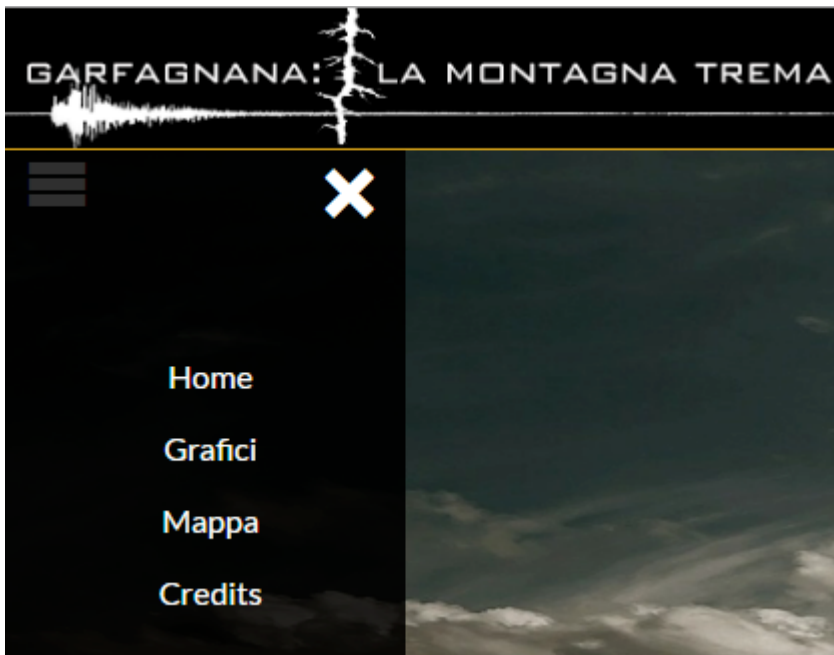 GARFAGNANA: LA MONTAGNA TREMA
Home
Grafici
Mappa
Credits